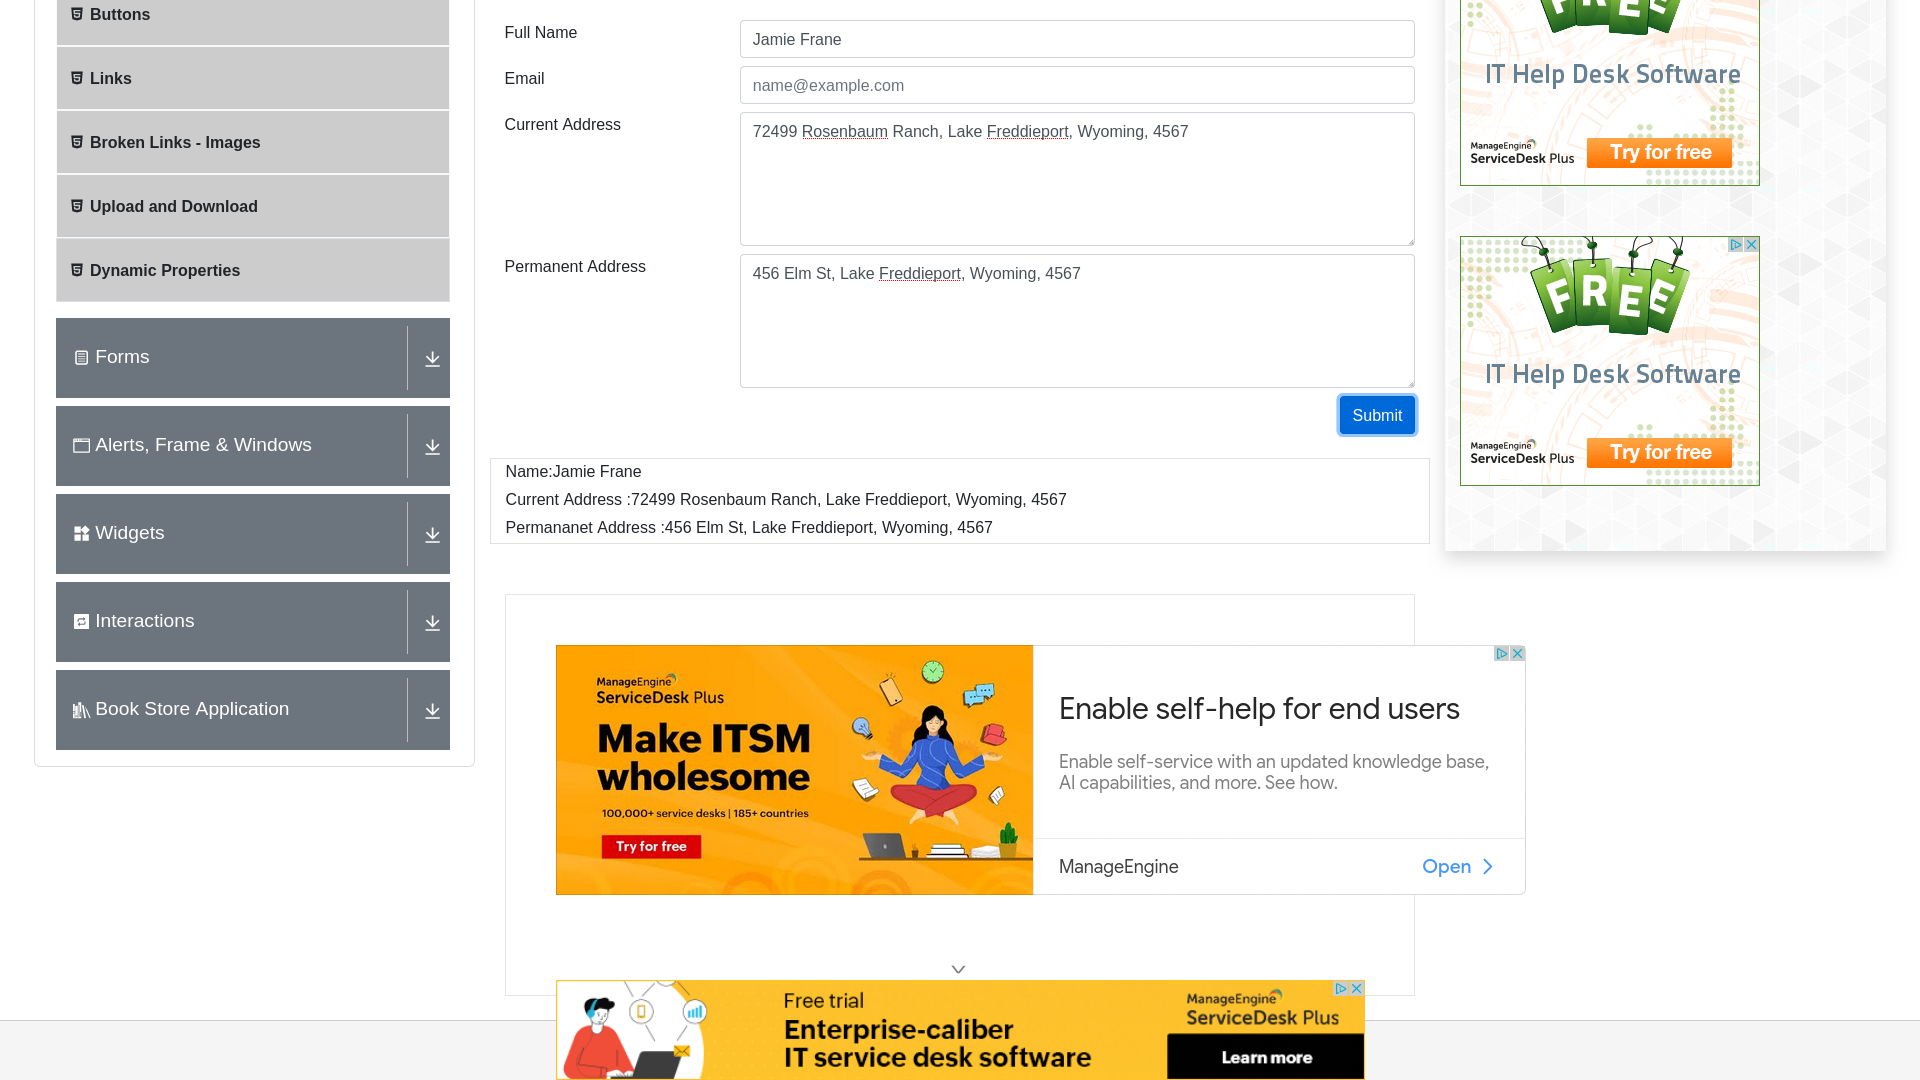 Buttons
Links
Broken Links - Images
Upload and Download
Dynamic Properties
Forms
Alerts, Frame & Windows
Widgets
Interactions
Book Store Application
Full Name
Jamie Frane
Email
name@example.com
Current Address
72499 Rosenbaum Ranch, Lake Freddieport, Wyoming, 4567
Permanent Address
456 Elm St, Lake Freddieport, Wyoming, 4567
Submit
Name:Jamie Frane
Current Address :72499 Rosenbaum Ranch, Lake Freddieport, Wyoming, 4567
Permananet Address :456 Elm St, Lake Freddieport, Wyoming, 4567
FREE
IT Help Desk Software
ManageEngine
ServiceDesk Plus
Try for free
FREE
IT Help Desk Software
ManageEngine
ServiceDesk Plus
Try for free
ManageEngine
ServiceDesk Plus
Make ITSM
wholesome
100,000+ service desks | 185+ countries
Try for free
Enable self-help for end users
Enable self-service with an updated knowledge base,
AI capabilities, and more. See how.
ManageEngine
Open
Free trial
Enterprise-caliber
IT service desk software
ManageEngine
ServiceDesk Plus
Learn more